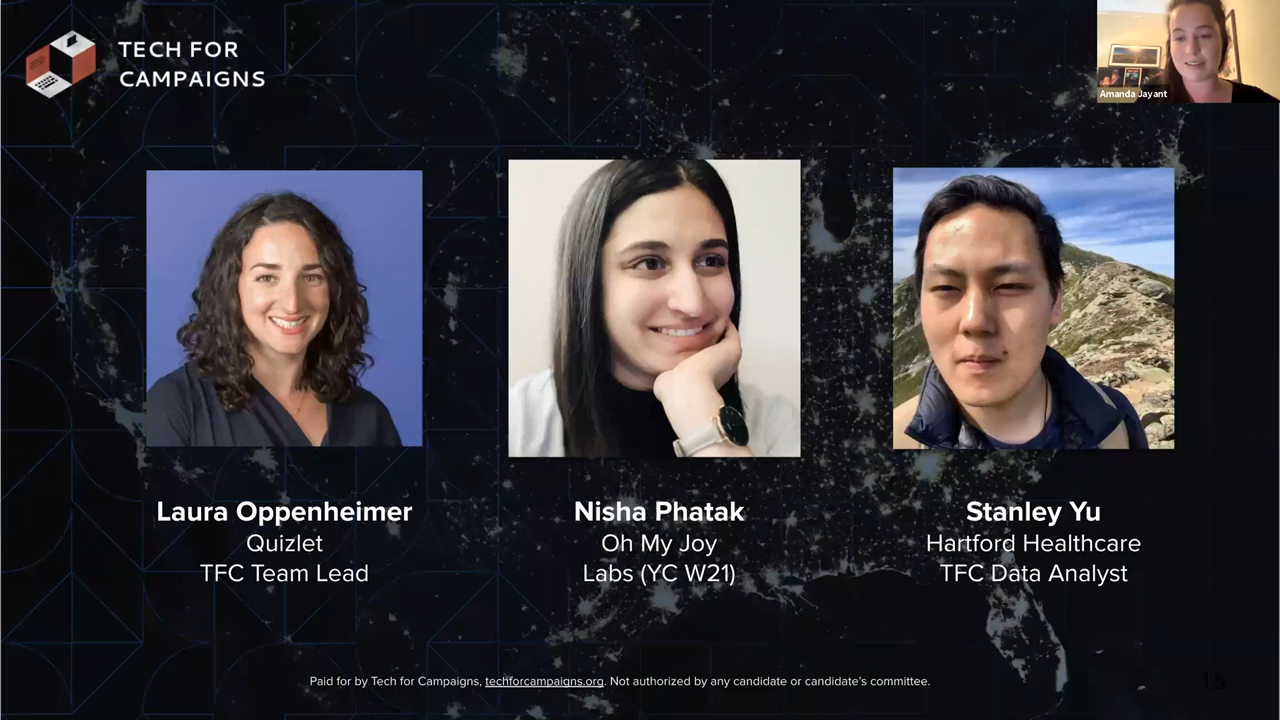 TECH FOR
CAMPAIGNS
Amanda Jayant
Laura Oppenheimer
Quizlet
TFC Team Lead
Nisha Phatak
Oh My Joy
Labs (YC W21)
Stanley Yu
Hartford Healthcare
TFC Data Analyst
Paid for by Tech for Campaigns, techforcampaigns.org. Not authorized by any candidate or candidate's committee.